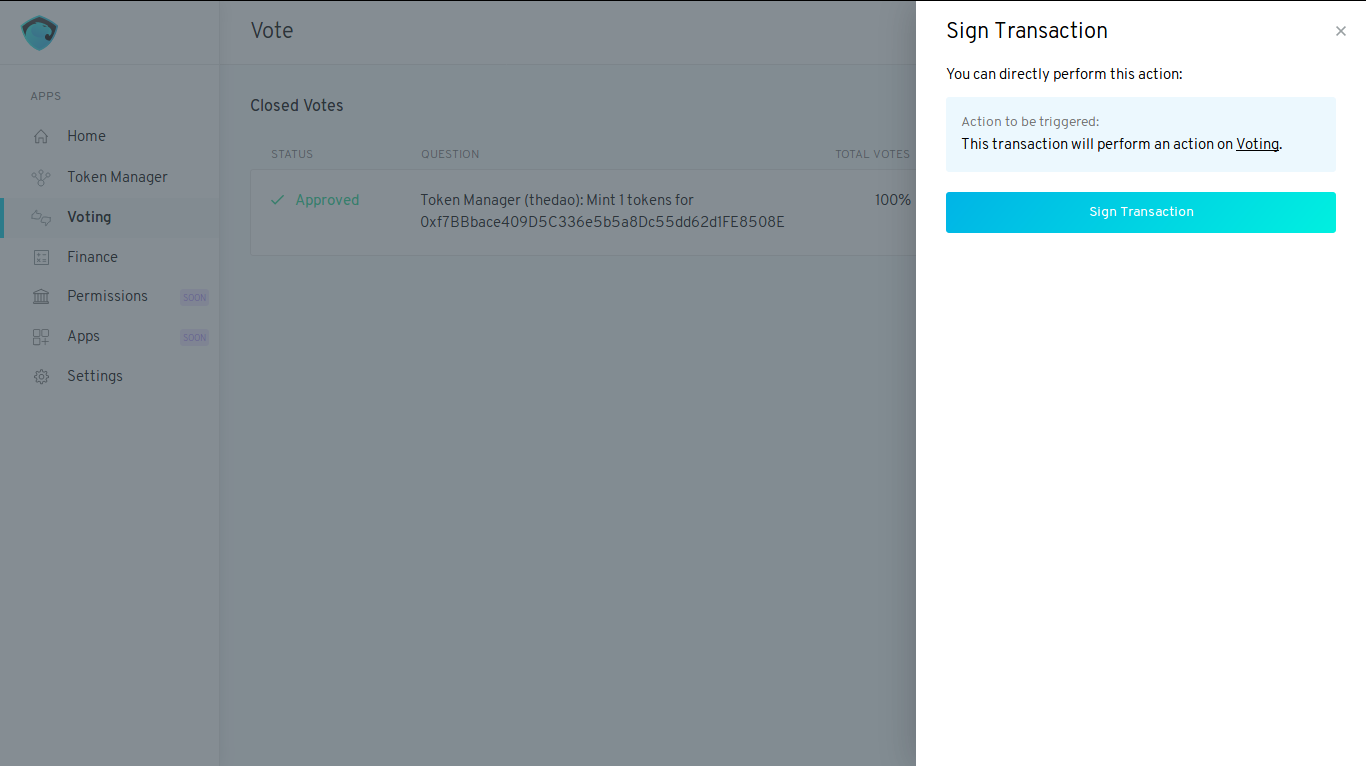 Vote
Sign Transaction
×
You can directly perform this action:
Action to be triggered:
This transaction will perform an action on Voting.
Sign Transaction
APPS
Home
Token Manager
Voting
Finance
Permissions SOON
Apps SOON
Settings
Closed Votes
STATUS QUESTION TOTAL VOTES
Approved Token Manager (thedao): Mint 1 tokens for 100%
0xf7BBbace409D5C336e5b5a8Dc55dd62d1FE8508E